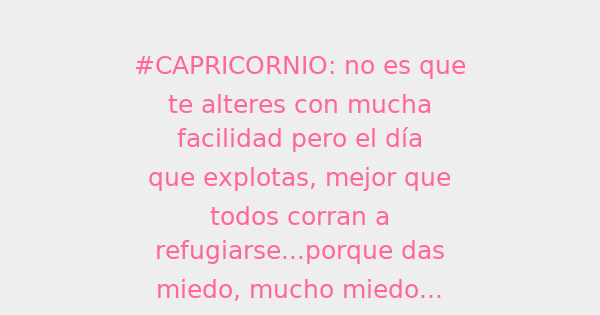 #CAPRICORNIO: no es que
te alteres con mucha
facilidad pero el día
que explotas, mejor que
todos corran a
refugiarse...porque das
miedo, mucho miedo...